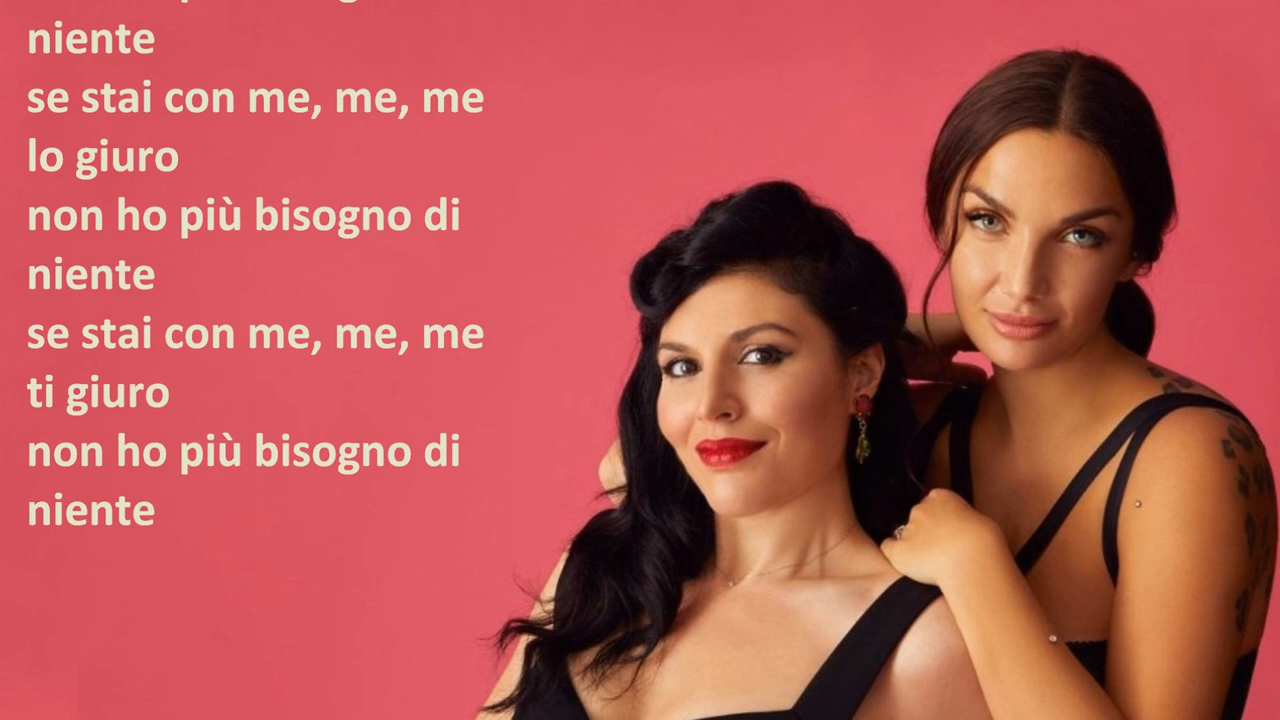 niente
se stai con me, me, me
lo giuro
non ho più bisogno di
niente
se stai con me, me, me
ti giuro
non ho più bisogno di
niente